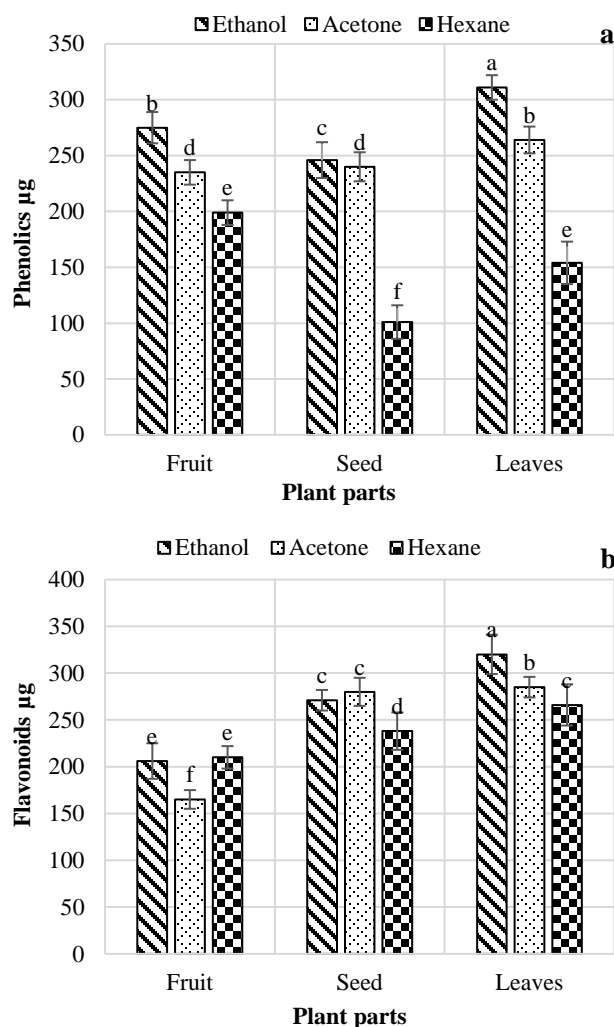 Ethanol Acetone Hexane
a
350
300
250
200
150
100
50
0
Phenolics µg
b d e
c d f
a b e
Fruit Seed Leaves
Plant parts
Ethanol Acetone Hexane
b
400
350
300
250
200
150
100
50
0
Flavonoids µg
e f e
c c d
a b c
Fruit Seed Leaves
Plant parts